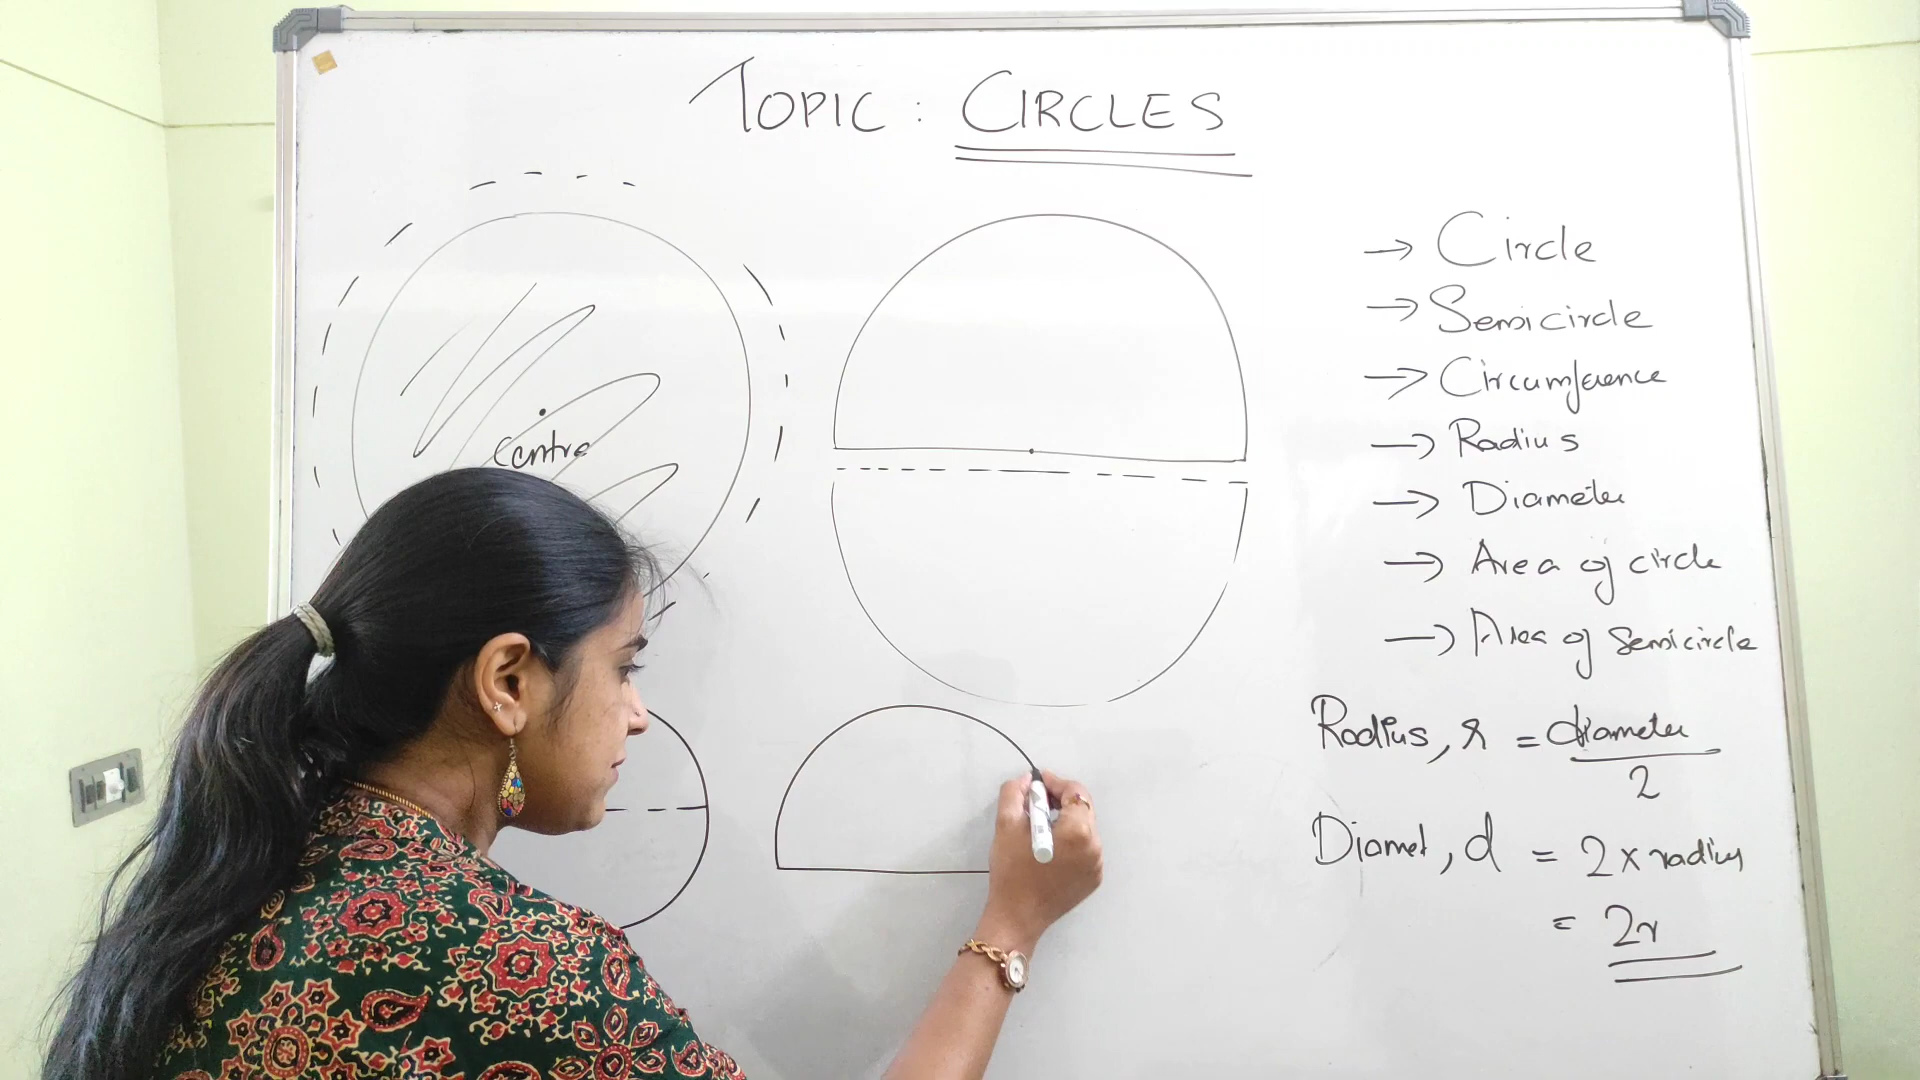 TOPIC : CIRCLES
Centre
→ Circle
→ Semicircle
→ Circumference
→ Radius
→ Diameter
→ Area of circle
→ Area of Semicircle
Radius, r = diameter
2
Diamet, d = 2 x radius
= 2r